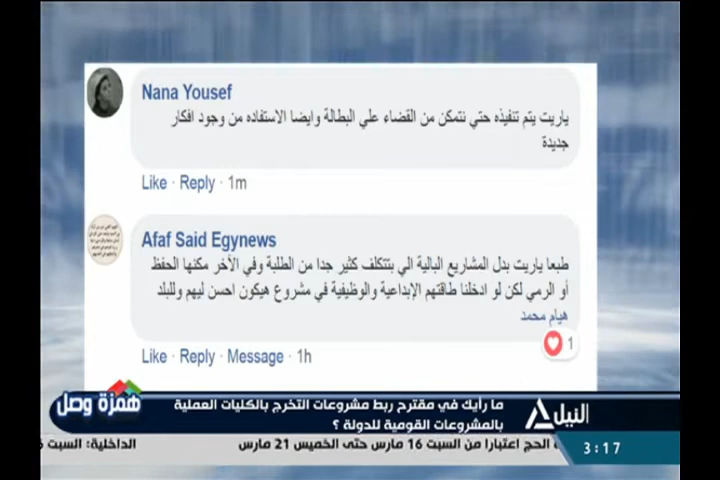 Nana Yousef
ياريت يتم تنفيذه حتي نتمكن من القضاء علي البطالة وايضا الاستفاده من وجود افكار
جديدة
Like · Reply · 1m
Afaf Said Egynews
طبعا ياريت بدل المشاريع البالية الي بتتكلف كثير جدا من الطلبة وفي الأخر مكنها الحفظ
أو الرمي لكن لو ادخلنا طاقتهم الإبداعية والوظيفية في مشروع هيكون احسن ليهم وللبلد
هيام محمد
1
Like · Reply · Message · 1h
همزة وصل
ما رأيك في مقترح ربط مشروعات التخرج بالكليات العملية
بالمشروعات القومية للدولة ؟
النيل
ة الحج اعتبارا من السبت 16 مارس حتى الخميس 21 مارس
الداخلية: السبت
3:17